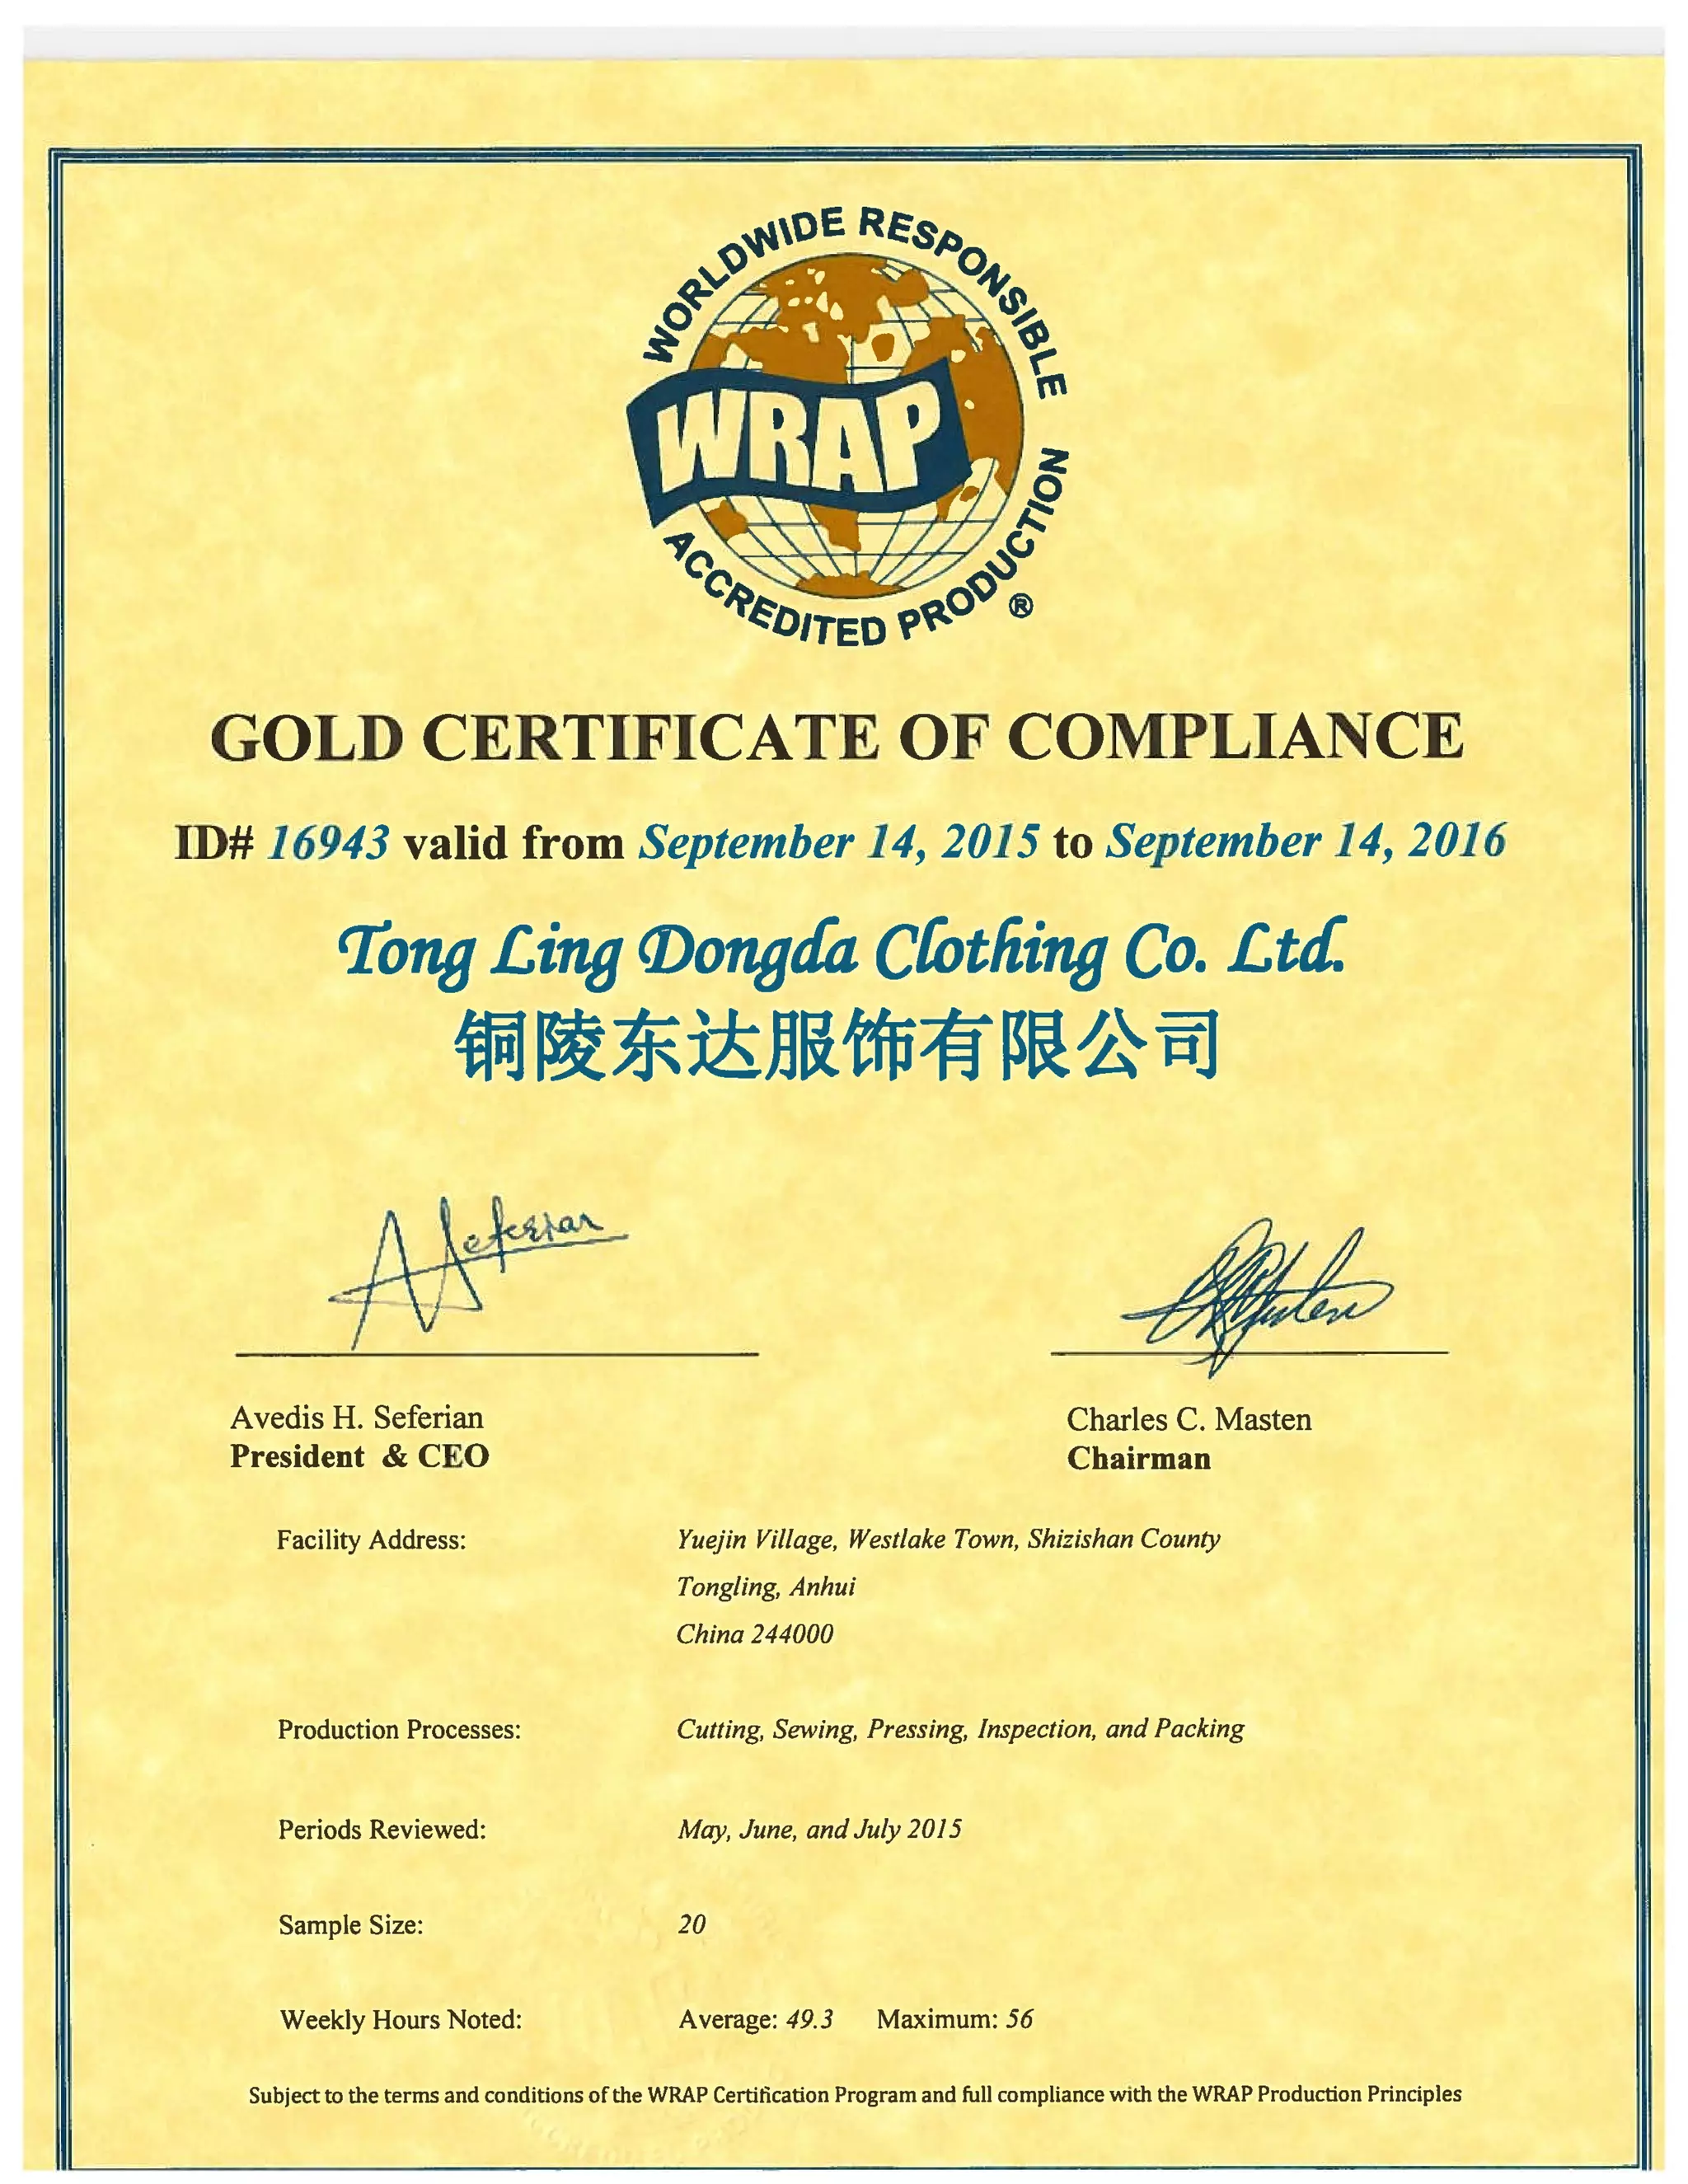 WORLDWIDE RESPONSIBLE
WRAP
ACCREDITED PRODUCTION
®
GOLD CERTIFICATE OF COMPLIANCE
ID# 16943 valid from September 14, 2015 to September 14, 2016
Tong Ling Dongda Clothing Co. Ltd.
铜陵东达服饰有限公司
A Seferian
Avedis H. Seferian
President & CEO
Charles C. Masten
Chairman
Facility Address: Yuejin Village, Westlake Town, Shizishan County
Tongling, Anhui
China 244000
Production Processes: Cutting, Sewing, Pressing, Inspection, and Packing
Periods Reviewed: May, June, and July 2015
Sample Size: 20
Weekly Hours Noted: Average: 49.3 Maximum: 56
Subject to the terms and conditions of the WRAP Certification Program and full compliance with the WRAP Production Principles